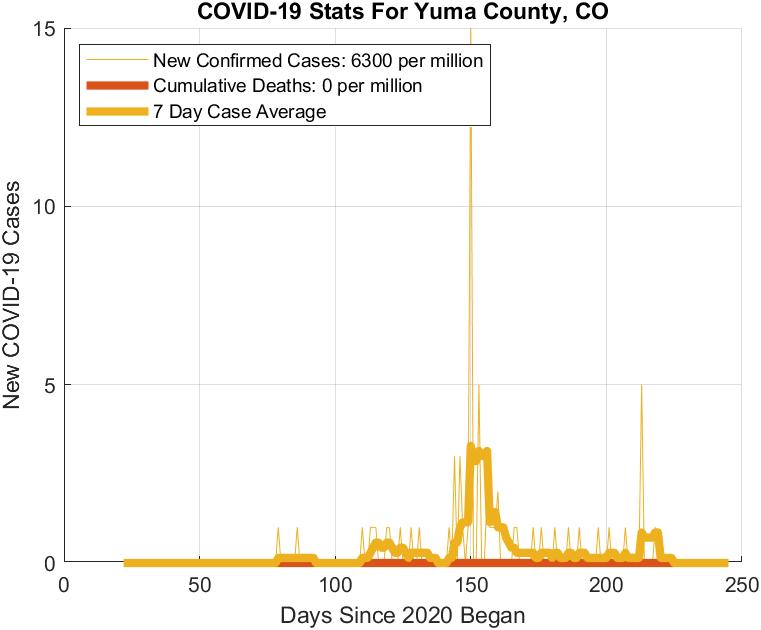 COVID-19 Stats For Yuma County, CO
New Confirmed Cases: 6300 per million
Cumulative Deaths: 0 per million
7 Day Case Average
New COVID-19 Cases
15
10
5
0
0 50 100 150 200 250
Days Since 2020 Began